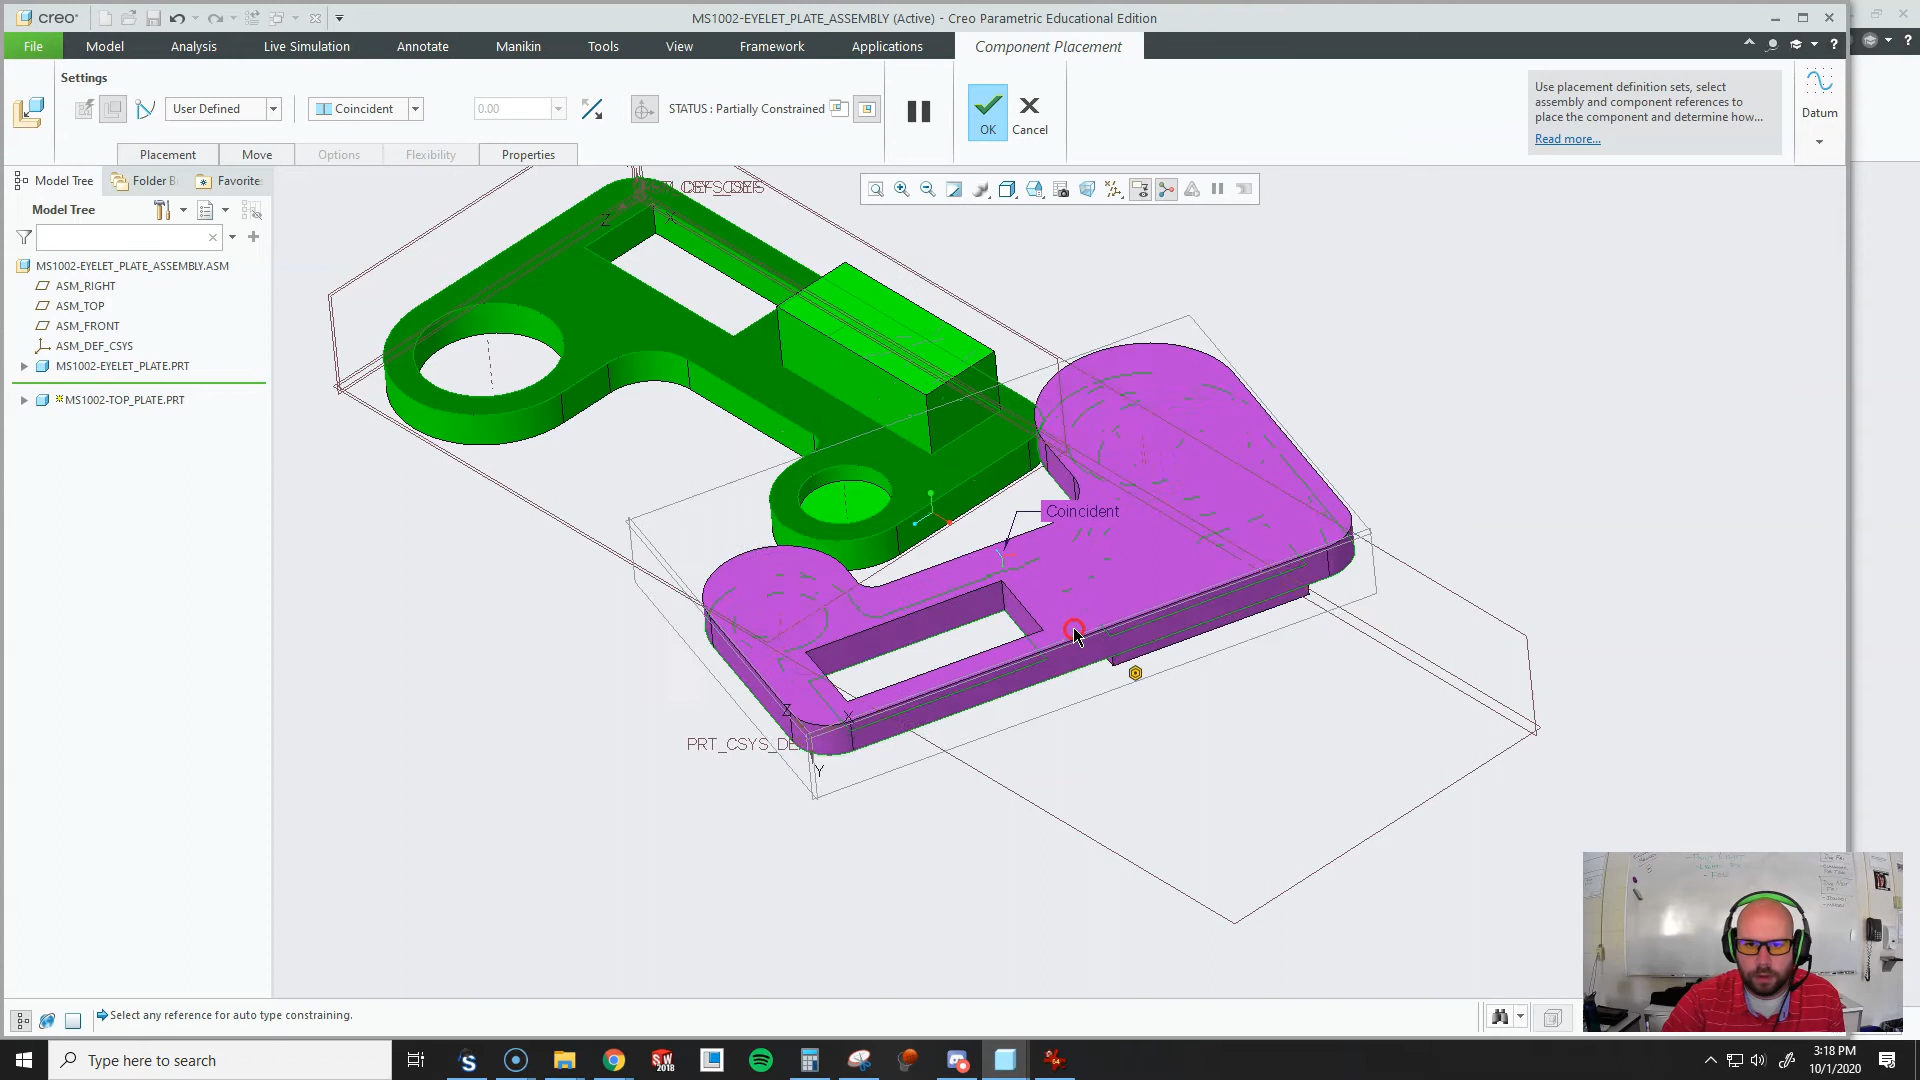 creo
MS1002-EYELET_PLATE_ASSEMBLY (Active) - Creo Parametric Educational Edition
File Model Analysis Live Simulation Annotate Manikin Tools View Framework Applications Component Placement
Settings
User Defined
Coincident
0.00
STATUS : Partially Constrained
OK
Cancel
Use placement definition sets, select
assembly and component references to
place the component and determine how...
Read more...
Datum
Placement Move Options Flexibility Properties
Model Tree
Folder B
Favorite
Model Tree
MS1002-EYELET_PLATE_ASSEMBLY.ASM
ASM_RIGHT
ASM_TOP
ASM_FRONT
ASM_DEF_CSYS
MS1002-EYELET_PLATE.PRT
MS1002-TOP_PLATE.PRT
Z
X
Coincident
Z
X
PRT_CSYS_DE
Y
Select any reference for auto type constraining.
Type here to search
3:18 PM
10/1/2020